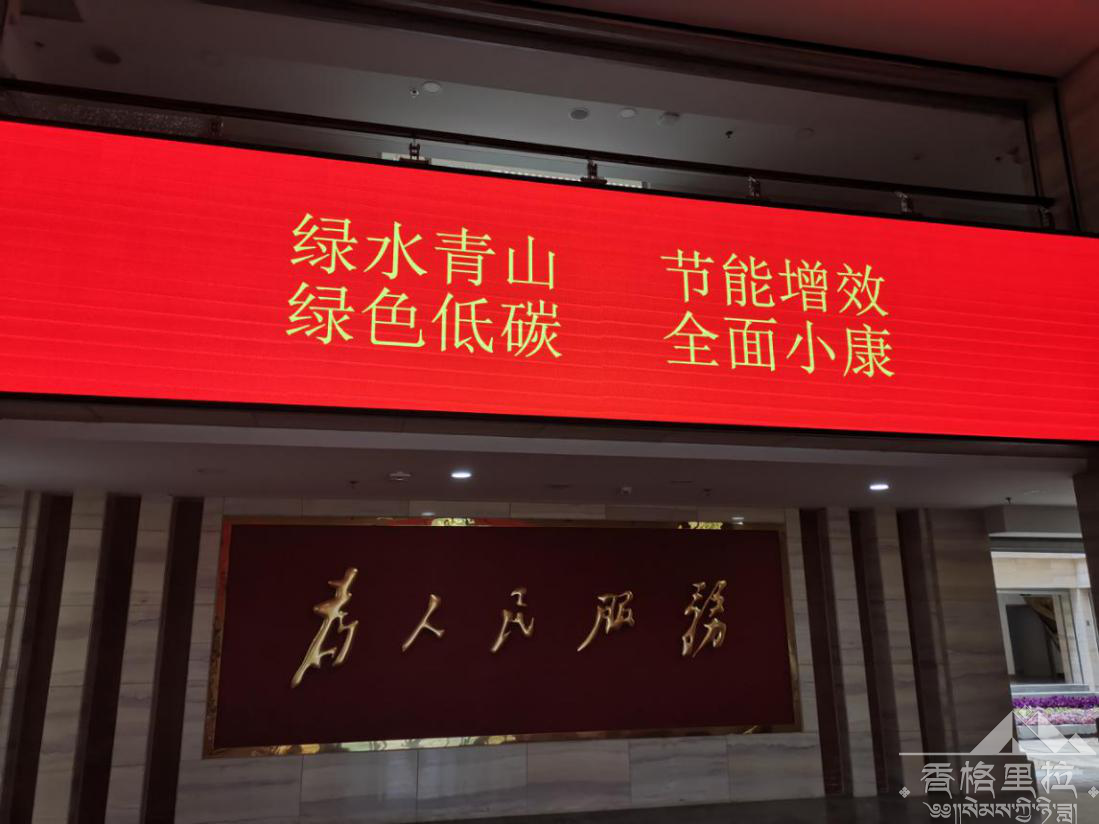 绿水青山 节能增效
绿色低碳 全面小康
为人民服務
香格里拉